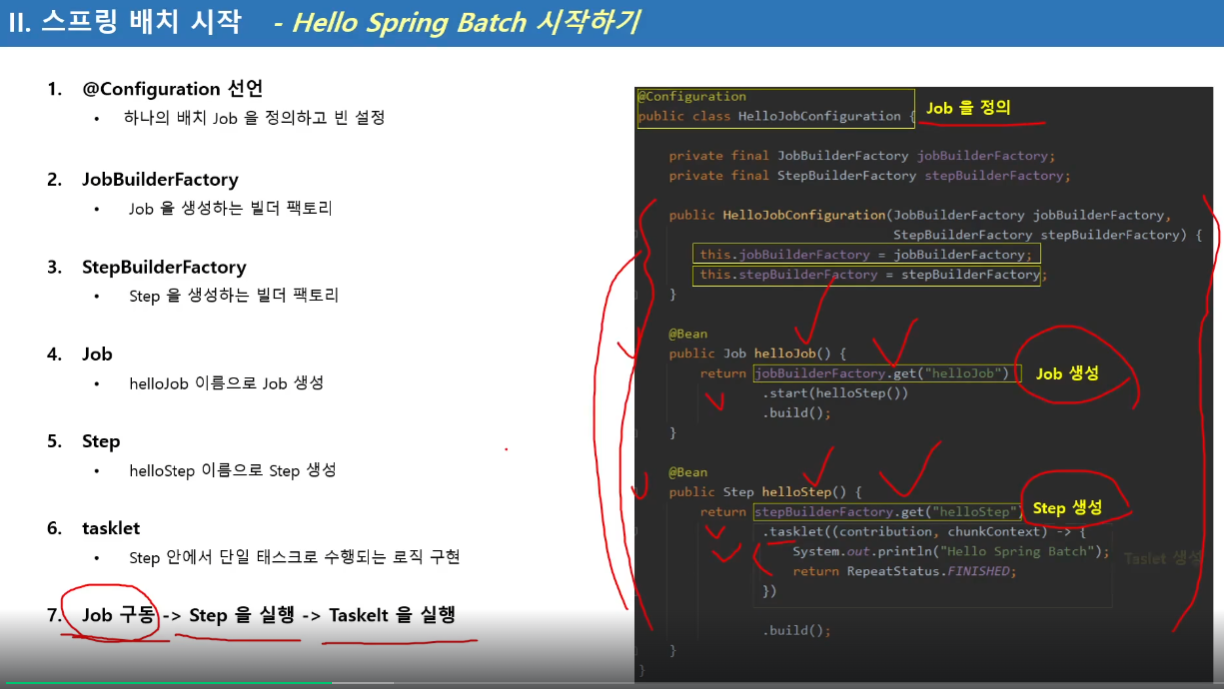 II. 스프링 배치 시작 - Hello Spring Batch 시작하기
1. @Configuration 선언
• 하나의 배치 Job 을 정의하고 빈 설정
2. JobBuilderFactory
• Job 을 생성하는 빌더 팩토리
3. StepBuilderFactory
• Step 을 생성하는 빌더 팩토리
4. Job
• helloJob 이름으로 Job 생성
5. Step
• helloStep 이름으로 Step 생성
6. tasklet
• Step 안에서 단일 태스크로 수행되는 로직 구현
7. Job 구동 -> Step 을 실행 -> Taskelt 을 실행
@Configuration
public class HelloJobConfiguration {
Job 을 정의
private final JobBuilderFactory jobBuilderFactory;
private final StepBuilderFactory stepBuilderFactory;
public HelloJobConfiguration(JobBuilderFactory jobBuilderFactory,
StepBuilderFactory stepBuilderFactory) {
this.jobBuilderFactory = jobBuilderFactory;
this.stepBuilderFactory = stepBuilderFactory;
}
@Bean
public Job helloJob() {
return jobBuilderFactory.get("helloJob")
Job 생성
.start(helloStep())
.build();
}
@Bean
public Step helloStep() {
return stepBuilderFactory.get("helloStep")
Step 생성
.tasklet((contribution, chunkContext) -> {
System.out.println("Hello Spring Batch");
return RepeatStatus.FINISHED;
})
Taslet 생성
.build();
}
}